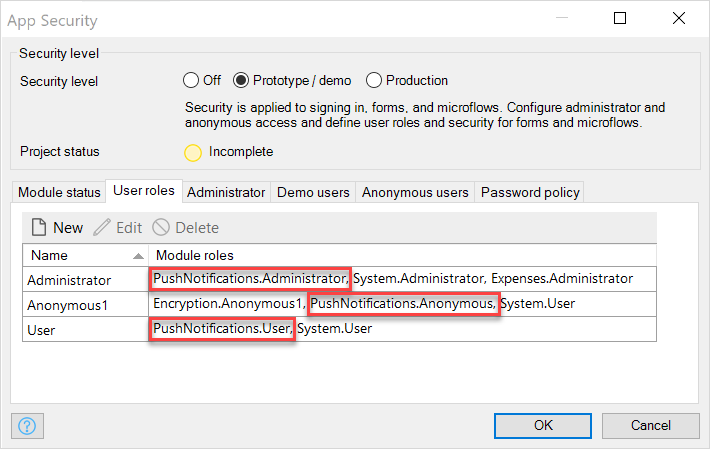 App Security
Security level
Security level Off Prototype / demo Production
Security is applied to signing in, forms, and microflows. Configure administrator and
anonymous access and define user roles and security for forms and microflows.
Project status Incomplete
Module status User roles Administrator Demo users Anonymous users Password policy
New Edit Delete
Name Module roles
Administrator PushNotifications.Administrator, System.Administrator, Expenses.Administrator
Anonymous1 Encryption.Anonymous1, PushNotifications.Anonymous, System.User
User PushNotifications.User, System.User
? OK Cancel